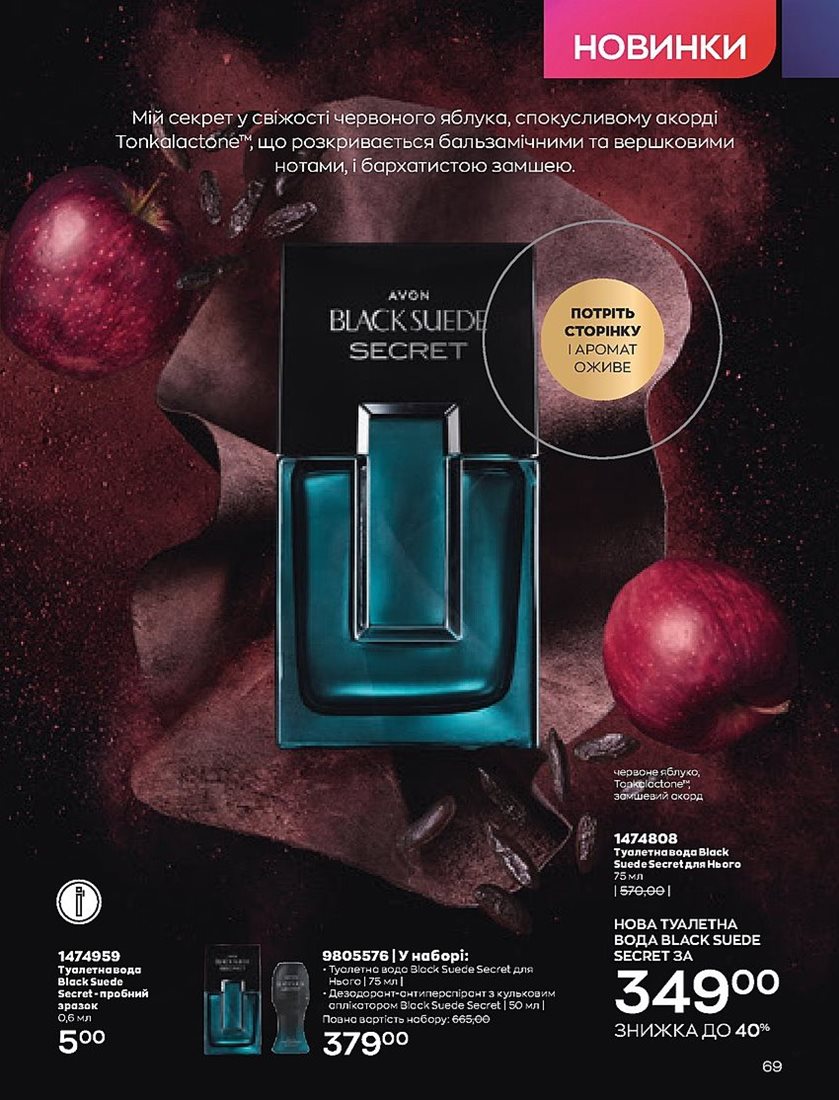 НОВИНКИ
Мій секрет у свіжості червоного яблука, спокусливому акорді
Tonkalactone™, що розкривається бальзамічними та вершковими
нотами, і бархатистою замшею.
AVON
BLACK SUEDE
SECRET
ПОТРІТЬ
СТОРІНКУ
І АРОМАТ
ОЖИВЕ
червоне яблуко,
Tonkalactone™,
замшевий акорд
1474808
Туалетна вода Black
Suede Secret для Нього
75 мл
| 570,00 |
НОВА ТУАЛЕТНА
ВОДА BLACK SUEDE
SECRET ЗА
349⁰⁰
ЗНИЖКА ДО 40%
1474959
Туалетна вода
Black Suede
Secret - пробний
зразок
0,6 мл
5⁰⁰
BLACK SUEDE
SECRET
9805576 | У наборі:
• Туалетна вода Black Suede Secret для
Нього | 75 мл |
• Дезодорант-антиперспірант з кульковим
аплікатором Black Suede Secret | 50 мл |
Повна вартість набору: 665,00
379⁰⁰
69